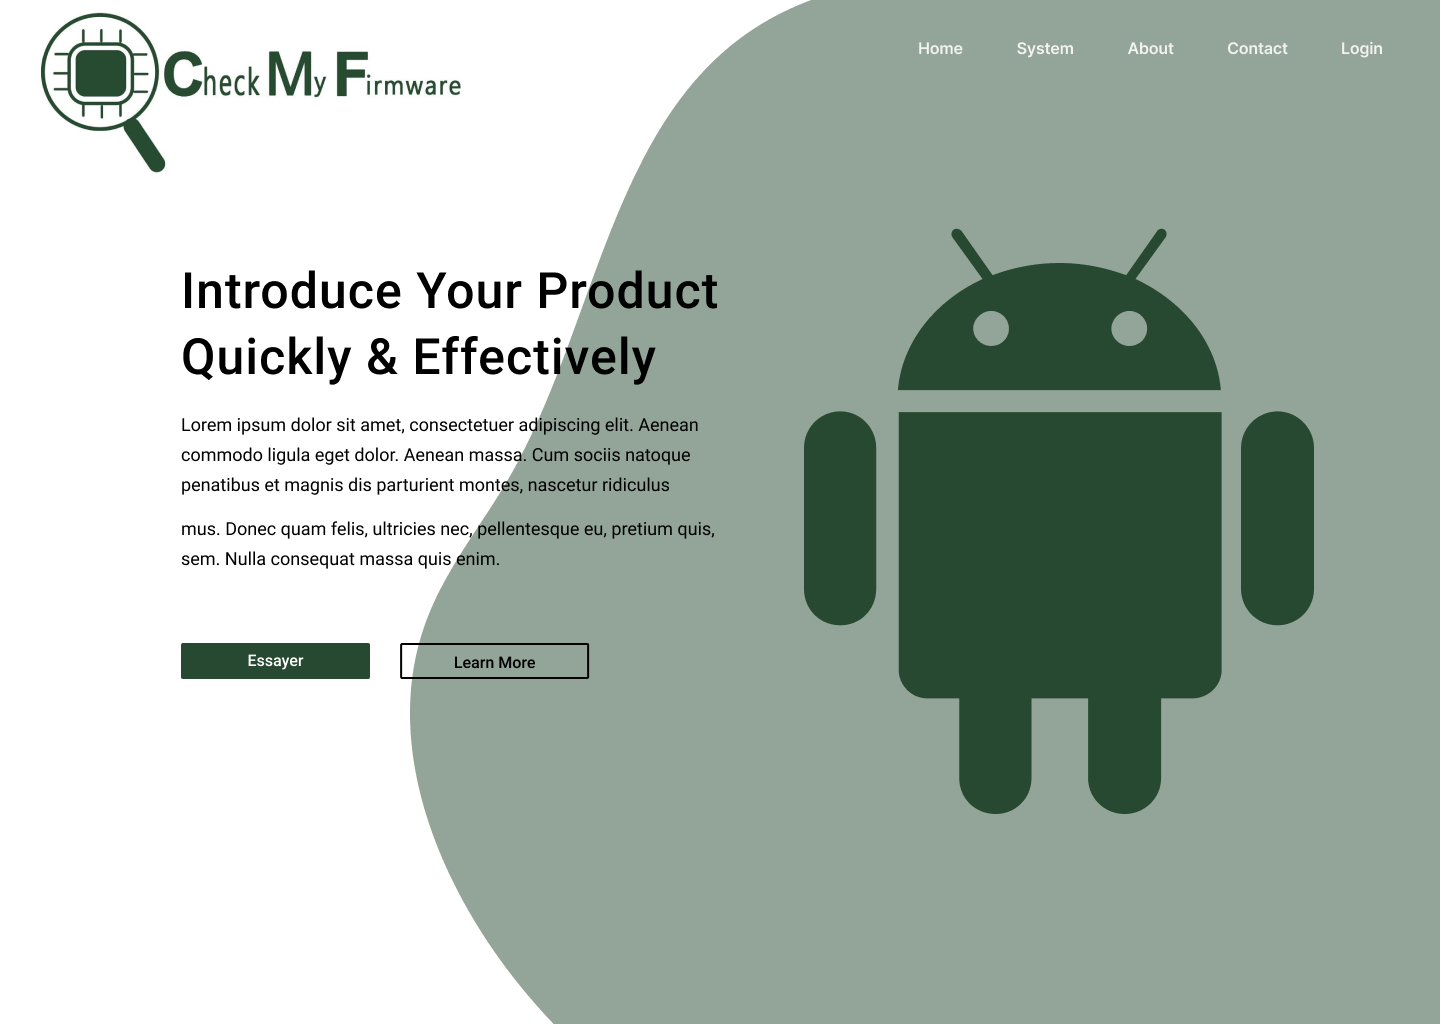 Check My Firmware
Home System About Contact Login
Introduce Your Product
Quickly & Effectively
Lorem ipsum dolor sit amet, consectetuer adipiscing elit. Aenean
commodo ligula eget dolor. Aenean massa. Cum sociis natoque
penatibus et magnis dis parturient montes, nascetur ridiculus
mus. Donec quam felis, ultricies nec, pellentesque eu, pretium quis,
sem. Nulla consequat massa quis enim.
Essayer Learn More